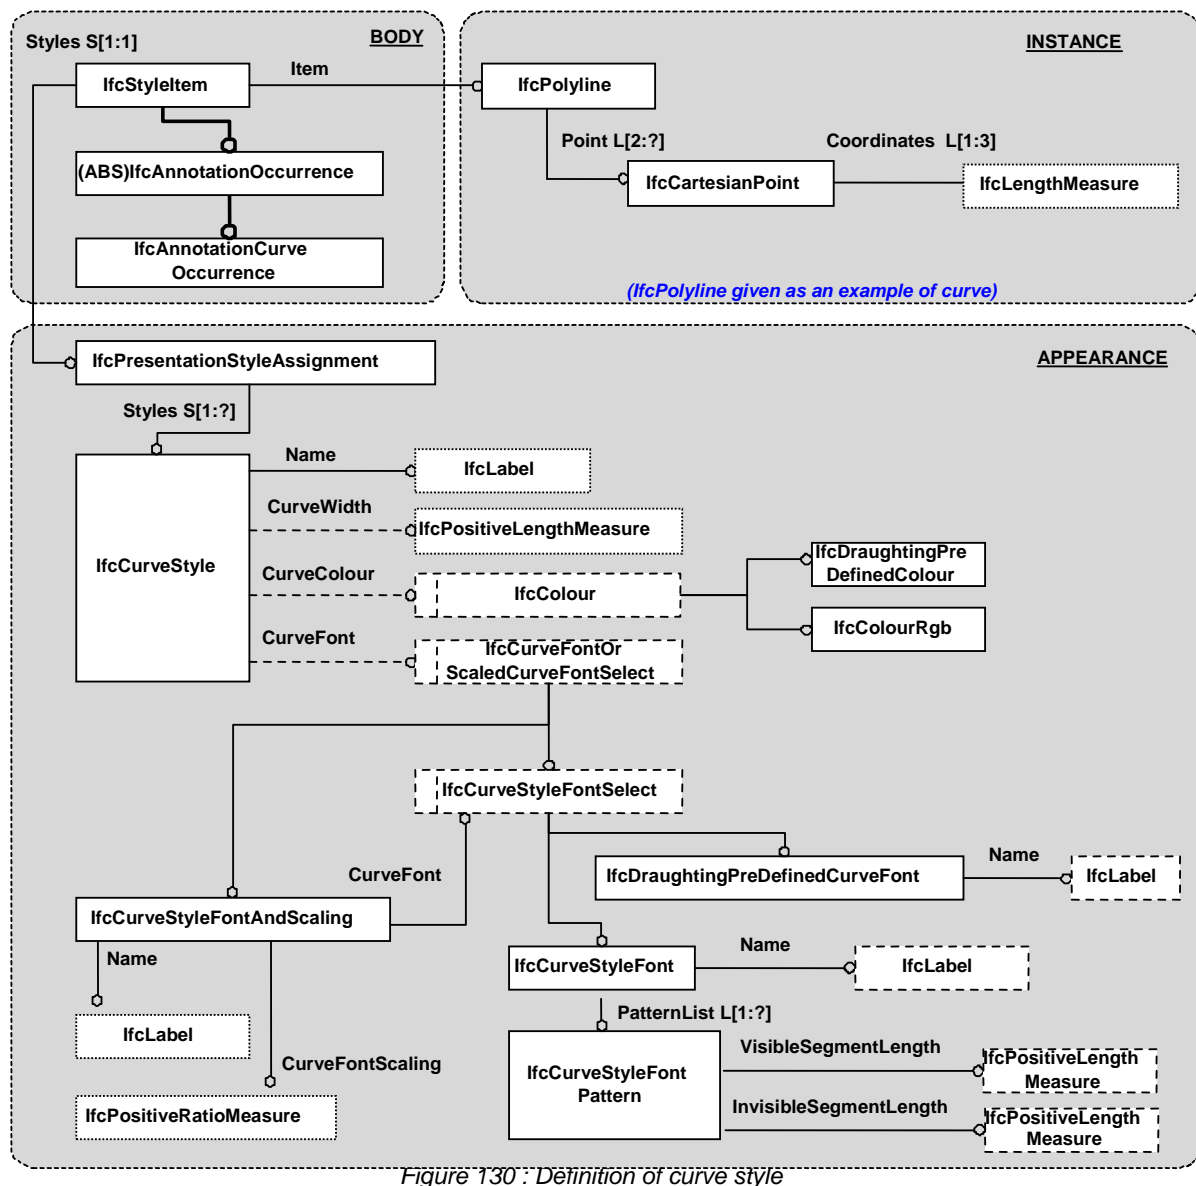 Styles S[1:1]
BODY
IfcStyleItem
Item
(ABS)IfcAnnotationOccurrence
IfcAnnotationCurve
Occurrence
INSTANCE
IfcPolyline
Point L[2:?]
Coordinates L[1:3]
IfcCartesianPoint
IfcLengthMeasure
(IfcPolyline given as an example of curve)
IfcPresentationStyleAssignment
APPEARANCE
Styles S[1:?]
IfcCurveStyle
Name
IfcLabel
CurveWidth
IfcPositiveLengthMeasure
CurveColour
IfcColour
IfcDraughtingPre
DefinedColour
IfcColourRgb
CurveFont
IfcCurveFontOr
ScaledCurveFontSelect
IfcCurveStyleFontSelect
CurveFont
IfcDraughtingPreDefinedCurveFont
Name
IfcLabel
IfcCurveStyleFontAndScaling
Name
IfcLabel
CurveFontScaling
IfcPositiveRatioMeasure
IfcCurveStyleFont
Name
IfcLabel
PatternList L[1:?]
IfcCurveStyleFont
Pattern
VisibleSegmentLength
IfcPositiveLength
Measure
InvisibleSegmentLength
IfcPositiveLength
Measure
Figure 130 : Definition of curve style